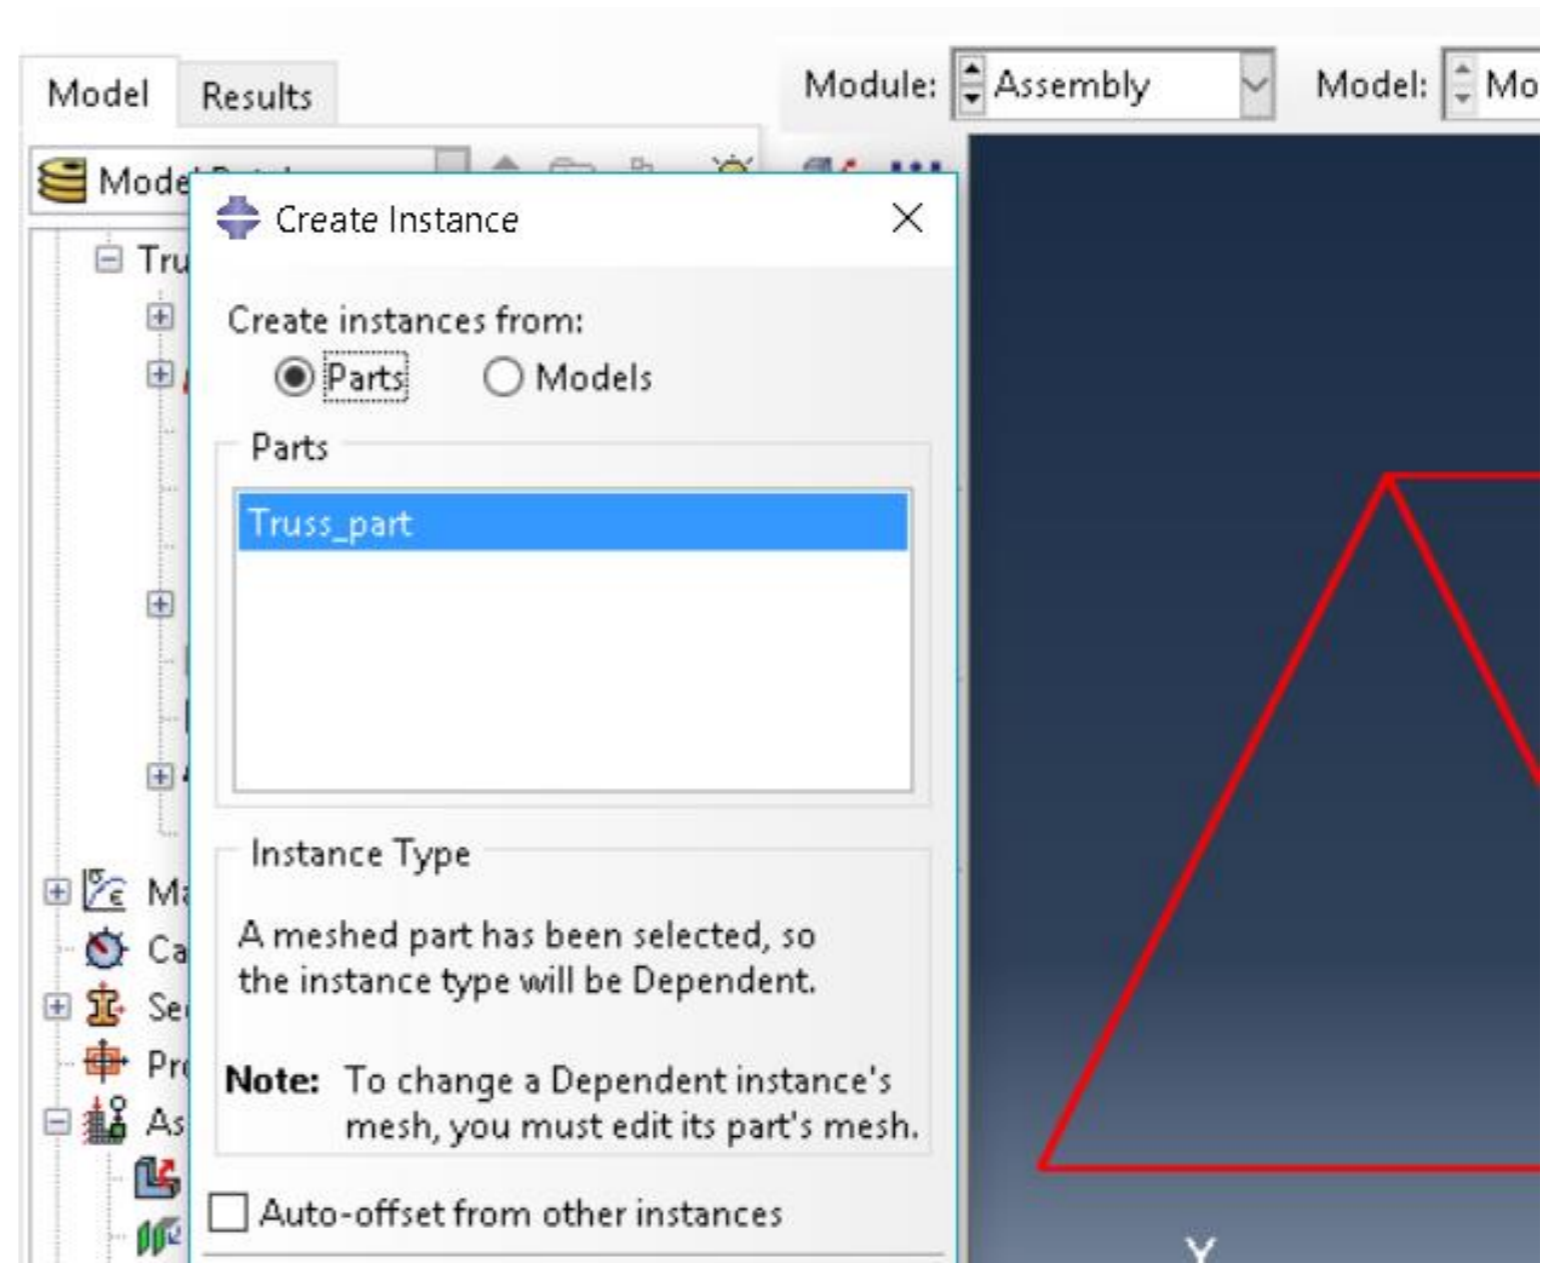 Model Results
Module: Assembly Model:
Create Instance
Create instances from:
Parts Models
Parts
Truss_part
Instance Type
A meshed part has been selected, so
the instance type will be Dependent.
Note: To change a Dependent instance's
mesh, you must edit its part's mesh.
Auto-offset from other instances
Y